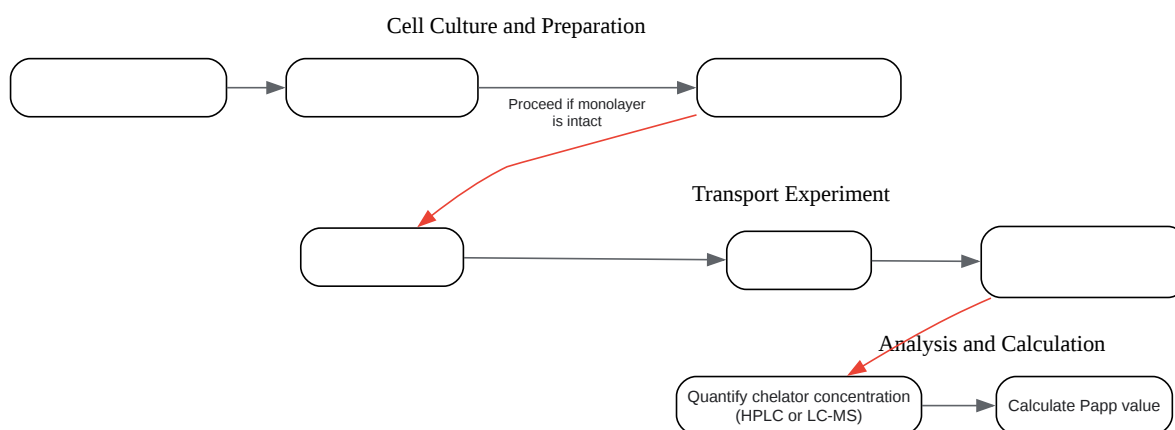 Cell Culture and Preparation
Proceed if monolayer
is intact
Transport Experiment
Analysis and Calculation
Quantify chelator concentration
(HPLC or LC-MS)
Calculate Papp value